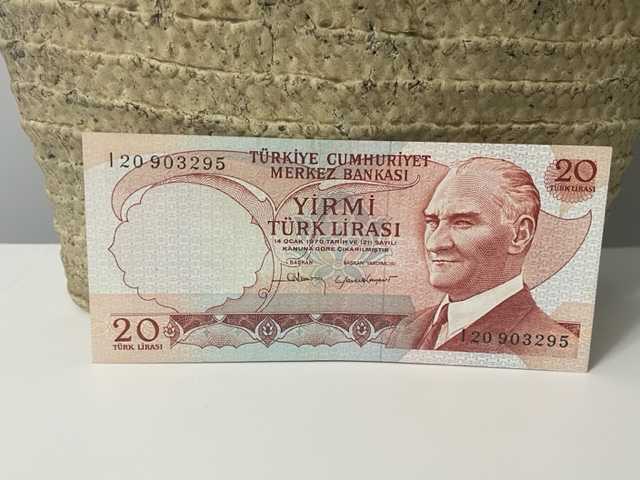 I 20 903295
TÜRKİYE CUMHURİYET
MERKEZ BANKASI
20
TÜRK LİRASI
YİRMİ
TÜRK LİRASI
14 OCAK 1970 TARİH VE 1211 SAYILI
KANUNA GÖRE ÇIKARILMIŞTIR
BAŞKAN BAŞKAN YARDIMCISI
20
TÜRK LİRASI
I 20 903295